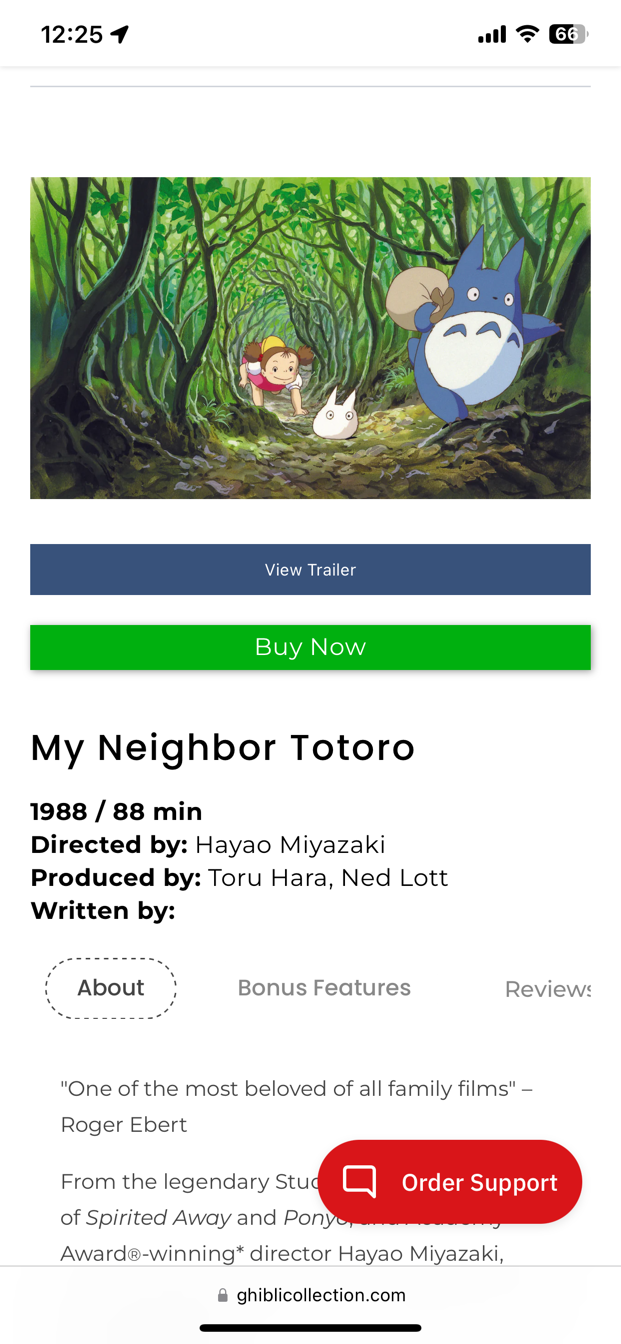 12:25
66
View Trailer
Buy Now
My Neighbor Totoro
1988 / 88 min
Directed by: Hayao Miyazaki
Produced by: Toru Hara, Ned Lott
Written by:
About
Bonus Features
Reviews
"One of the most beloved of all family films" –
Roger Ebert
From the legendary
of Spirited Away and Ponyo, and Academy
Award®-winning* director Hayao Miyazaki,
Order Support
ghiblicollection.com